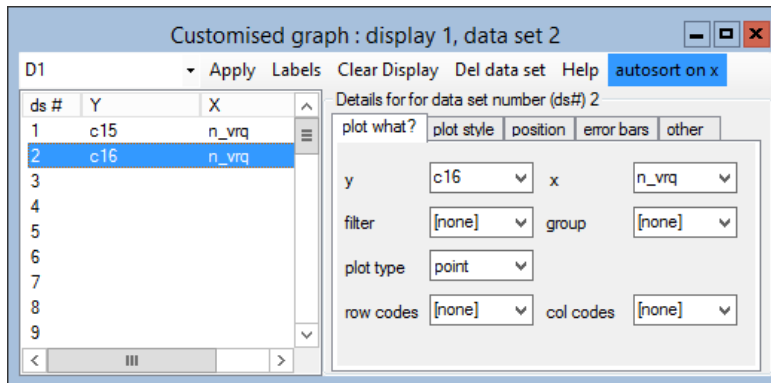 Customised graph : display 1, data set 2
D1 Apply Labels Clear Display Del data set Help autosort on x
ds # Y X
1 c15 n_vrq
2 c16 n_vrq
3
4
5
6
7
8
9
Details for for data set number (ds#) 2
plot what? plot style position error bars other
y c16 x n_vrq
filter [none] group [none]
plot type point
row codes [none] col codes [none]